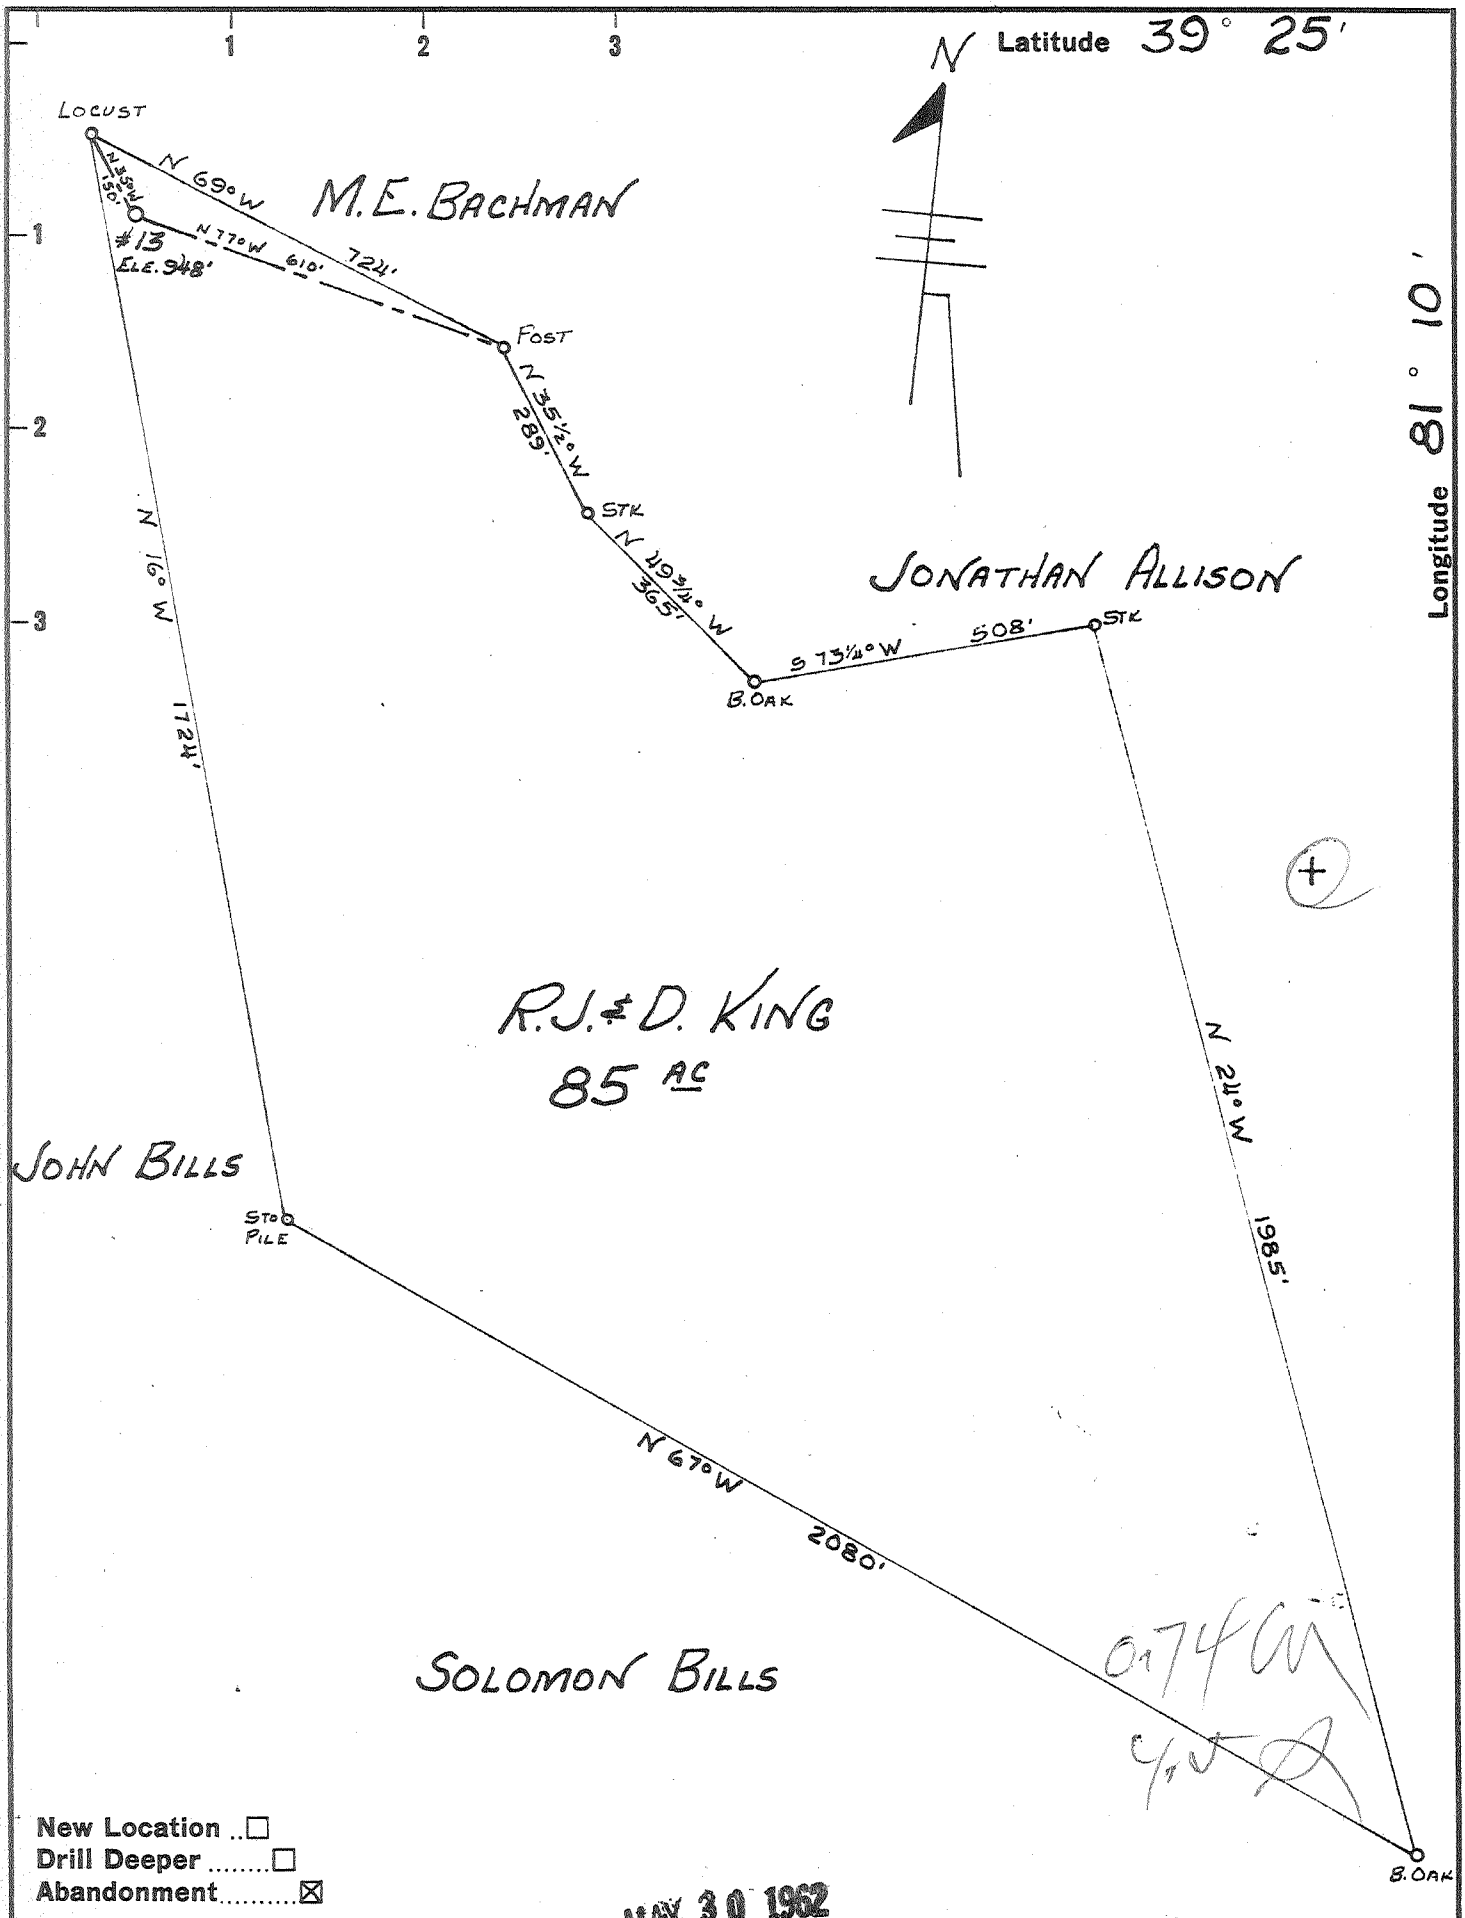 1 2 3
Latitude 39° 25'
N
LOCUST
N 69° W
724'
M.E. BACHMAN
N 35° W
150'
#13
ELE. 948'
N 77° W 610'
1
Longitude 81° 10'
POST
N 35½° W
289'
2
STK
N 49¾° W
365'
JONATHAN ALLISON
3
STK
S 73¼° W 508'
B. OAK
N 16° W
1724'
+
R.J. & D. KING
85 AC
N 24° W
1985'
JOHN BILLS
STO
PILE
N 67° W
2080'
SOLOMON BILLS
New Location ..☐
Drill Deeper ........☐
Abandonment..........☒
B. OAK
MAY 30 1962